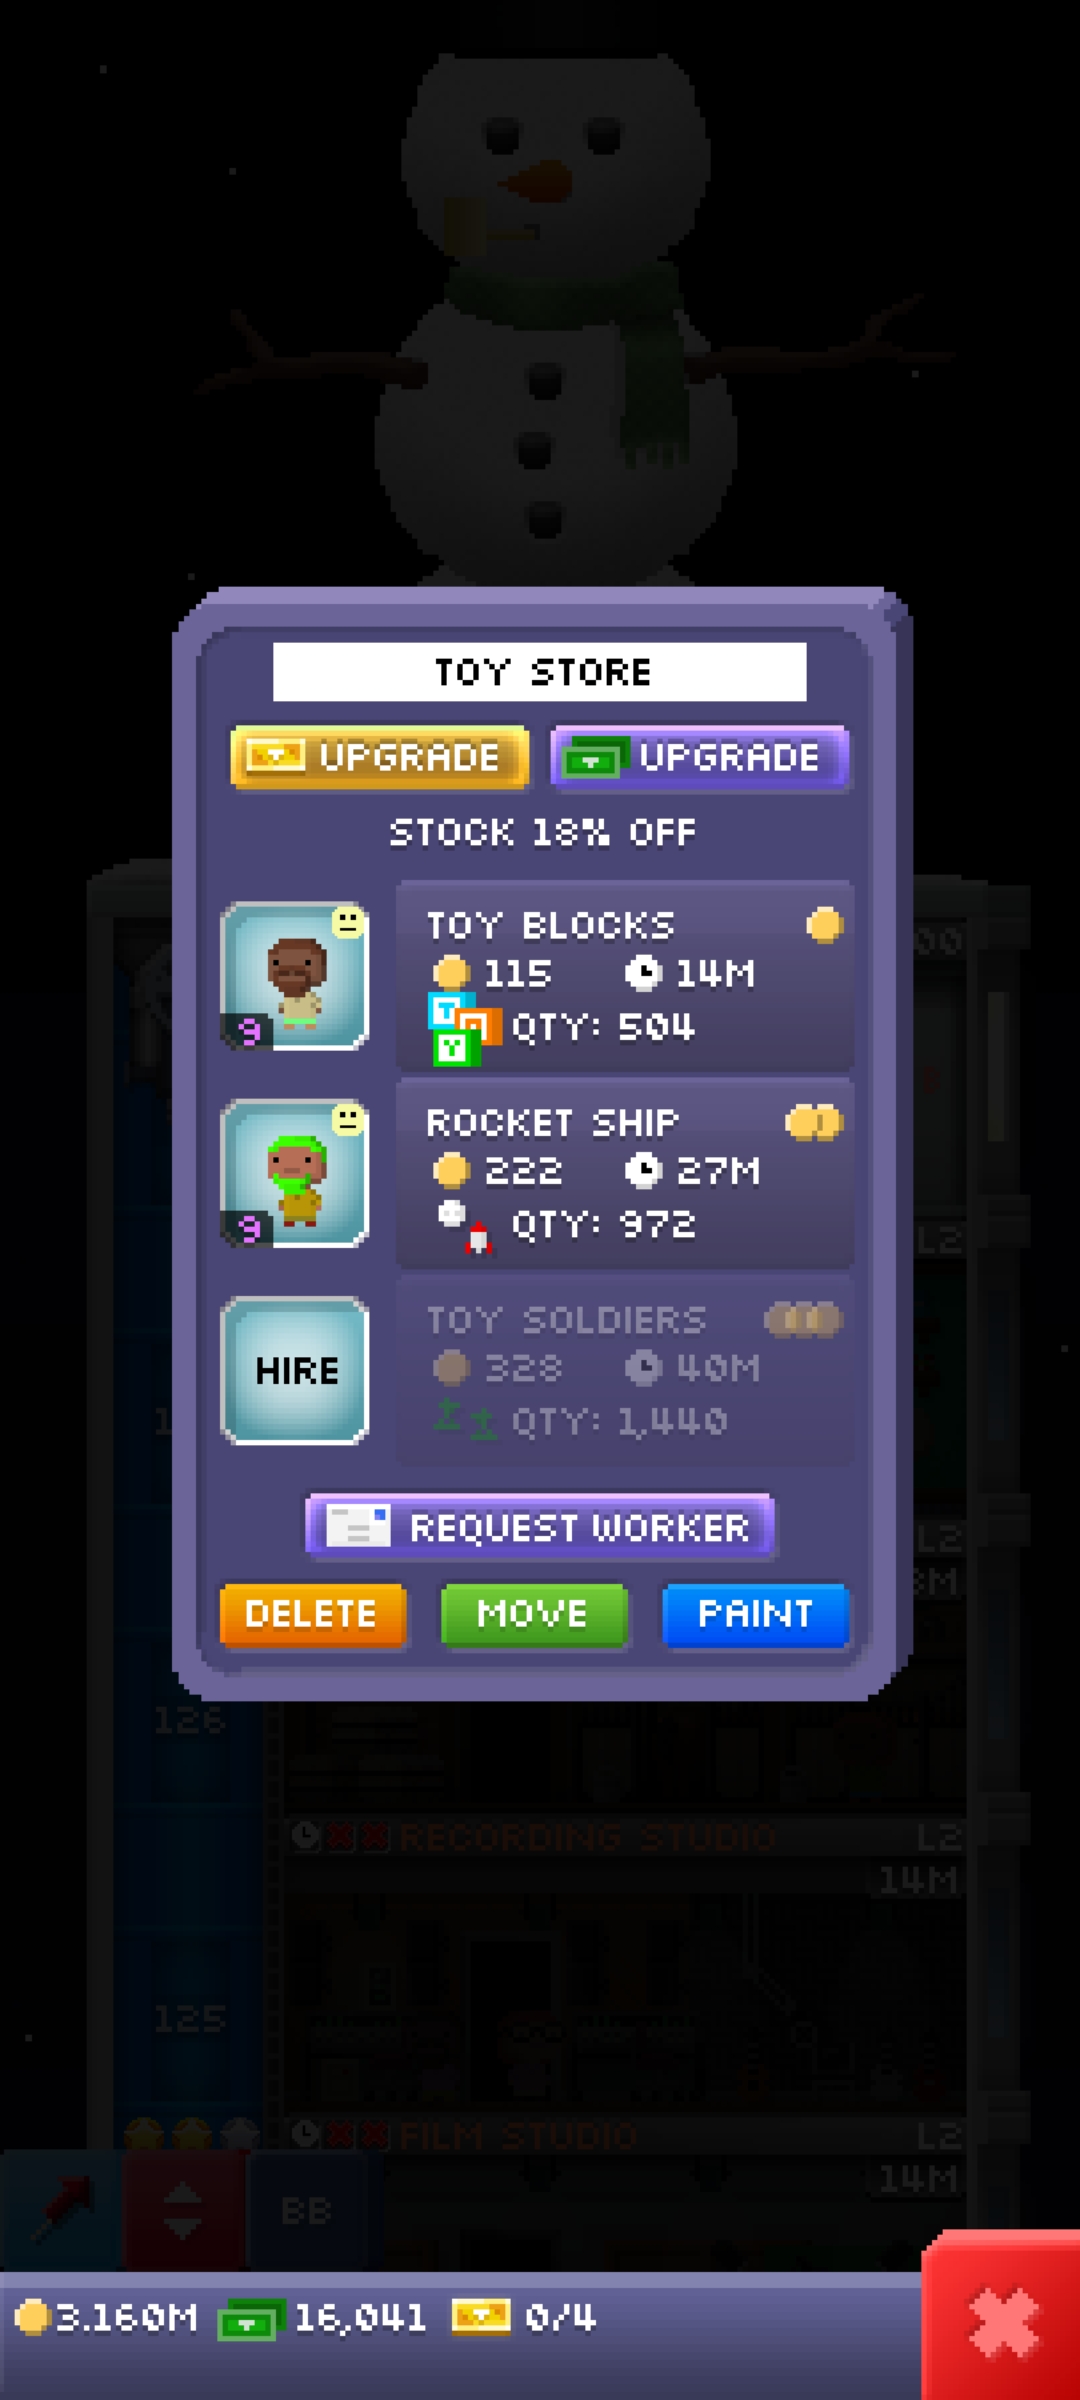 TOY STORE
UPGRADE UPGRADE
STOCK 18% OFF
9
TOY BLOCKS
115 14M
T O Y
QTY: 504
9
ROCKET SHIP
222 27M
QTY: 972
HIRE
TOY SOLDIERS
328 40M
QTY: 1,440
REQUEST WORKER
DELETE MOVE PAINT
L2
L2
126
RECORDING STUDIO L2
14M
125
FILM STUDIO L2
14M
BB
3.160M 16,041 0/4